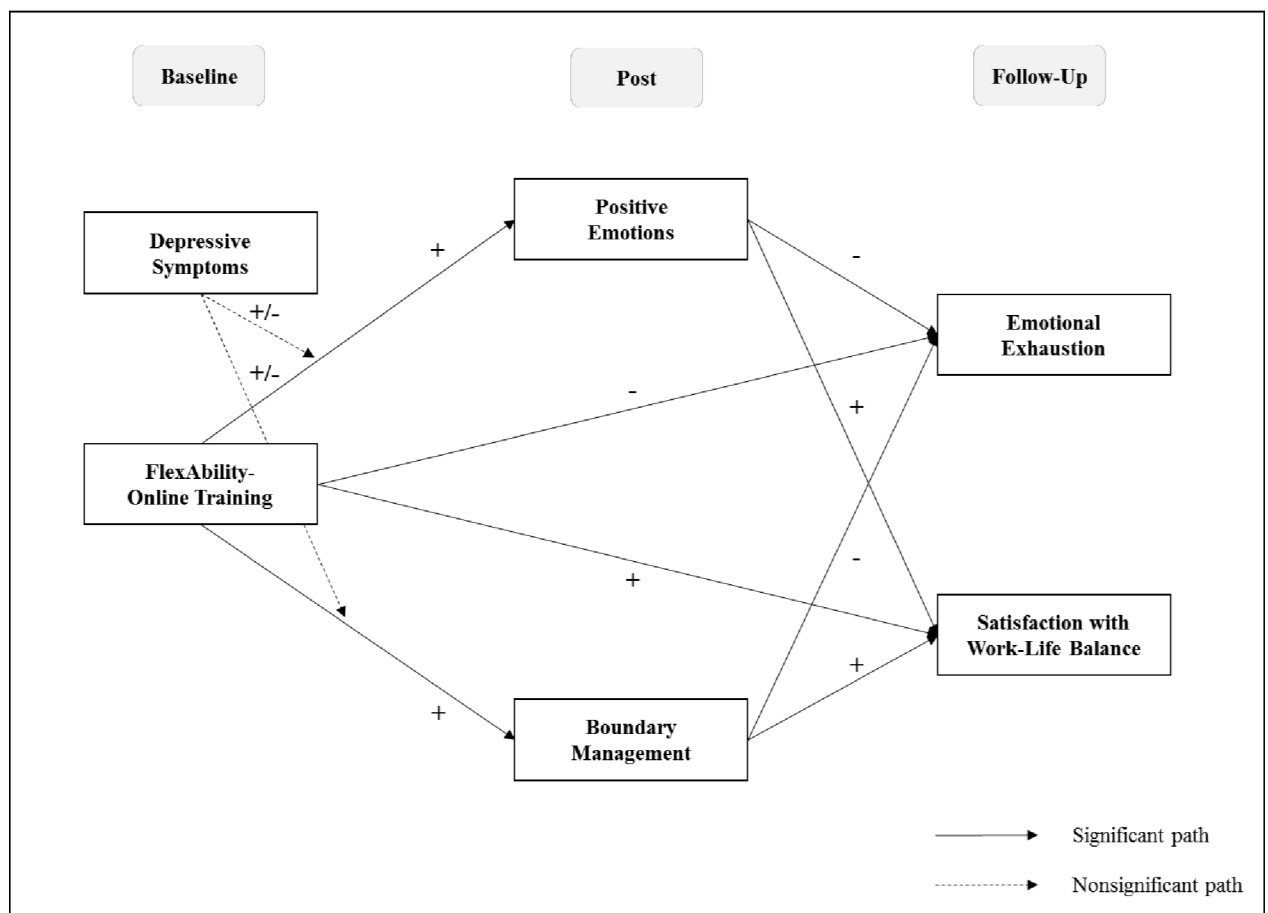 Baseline
Post
Follow-Up
Positive
Emotions
Depressive
Symptoms
+
+/-
-
Emotional
Exhaustion
+/-
-
+
FlexAbility-
Online Training
-
+
Satisfaction with
Work-Life Balance
+
+
Boundary
Management
Significant path
Nonsignificant path